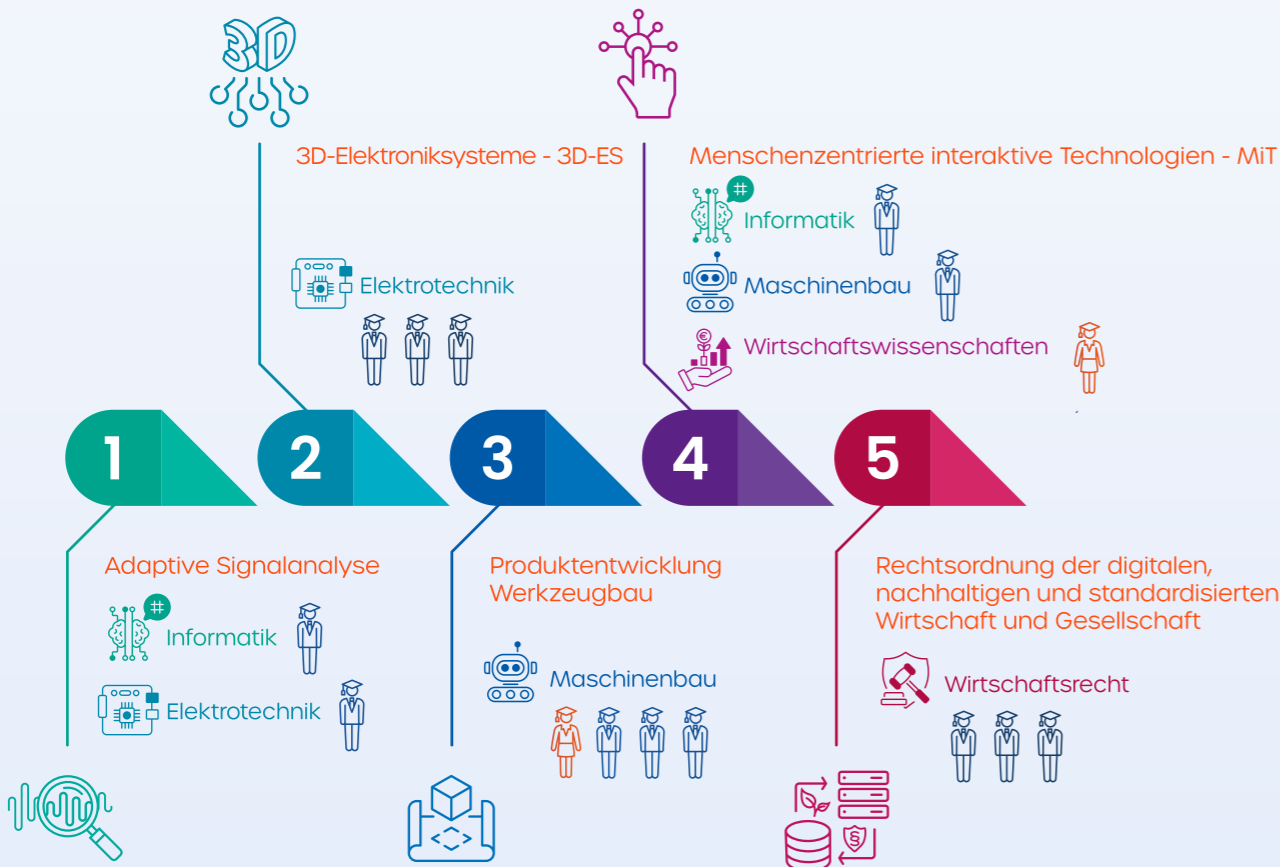 3D
3D-Elektroniksysteme - 3D-ES
Elektrotechnik
Menschenzentrierte interaktive Technologien - MiT
#
Informatik
Maschinenbau
€
Wirtschaftswissenschaften
1
2
3
4
5
Adaptive Signalanalyse
#
Informatik
Elektrotechnik
Produktentwicklung
Werkzeugbau
Maschinenbau
Rechtsordnung der digitalen,
nachhaltigen und standardisierten
Wirtschaft und Gesellschaft
Wirtschaftsrecht
<>
§